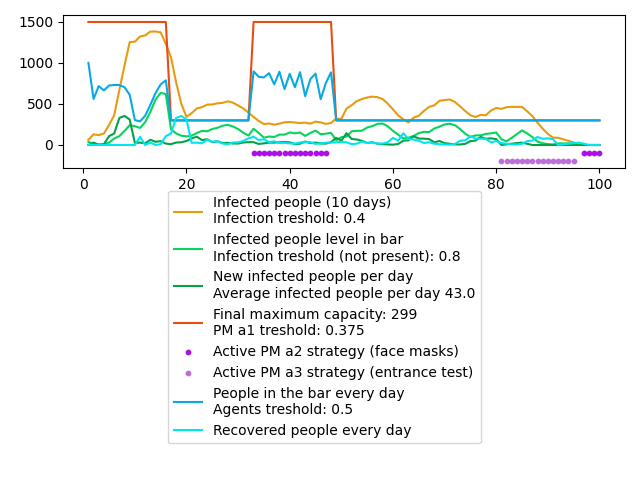 1500
1000
500
0
0
20
40
60
80
100
Infected people (10 days)
Infection treshold: 0.4
Infected people level in bar
Infection treshold (not present): 0.8
New infected people per day
Average infected people per day 43.0
Final maximum capacity: 299
PM a1 treshold: 0.375
Active PM a2 strategy (face masks)
Active PM a3 strategy (entrance test)
People in the bar every day
Agents treshold: 0.5
Recovered people every day